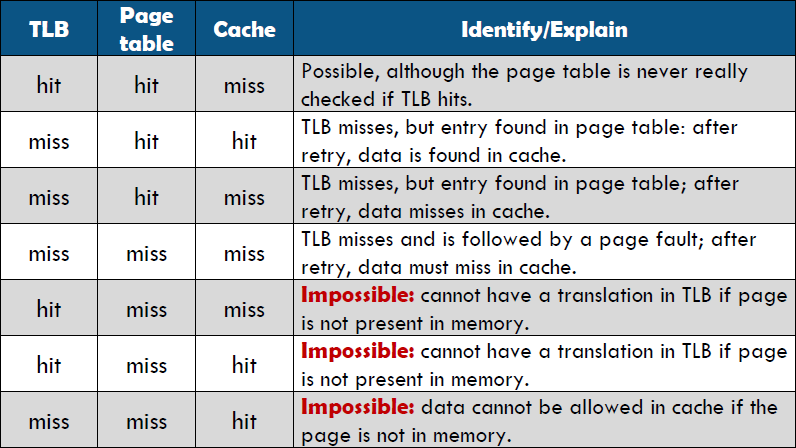 TLB Page table Cache Identify/Explain
hit hit miss Possible, although the page table is never really
checked if TLB hits.
miss hit hit TLB misses, but entry found in page table: after
retry, data is found in cache.
miss hit miss TLB misses, but entry found in page table; after
retry, data misses in cache.
miss miss miss TLB misses and is followed by a page fault; after
retry, data must miss in cache.
hit miss miss Impossible: cannot have a translation in TLB if page
is not present in memory.
hit miss hit Impossible: cannot have a translation in TLB if page
is not present in memory.
miss miss hit Impossible: data cannot be allowed in cache if the
page is not in memory.